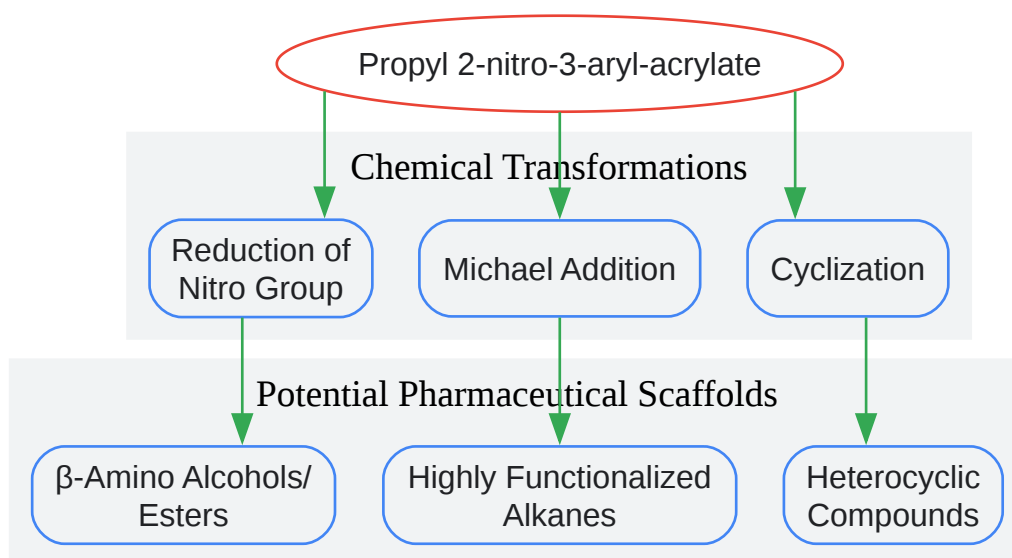 Propyl 2-nitro-3-aryl-acrylate
Chemical Transformations
Reduction of
Nitro Group
Michael Addition
Cyclization
Potential Pharmaceutical Scaffolds
β-Amino Alcohols/
Esters
Highly Functionalized
Alkanes
Heterocyclic
Compounds